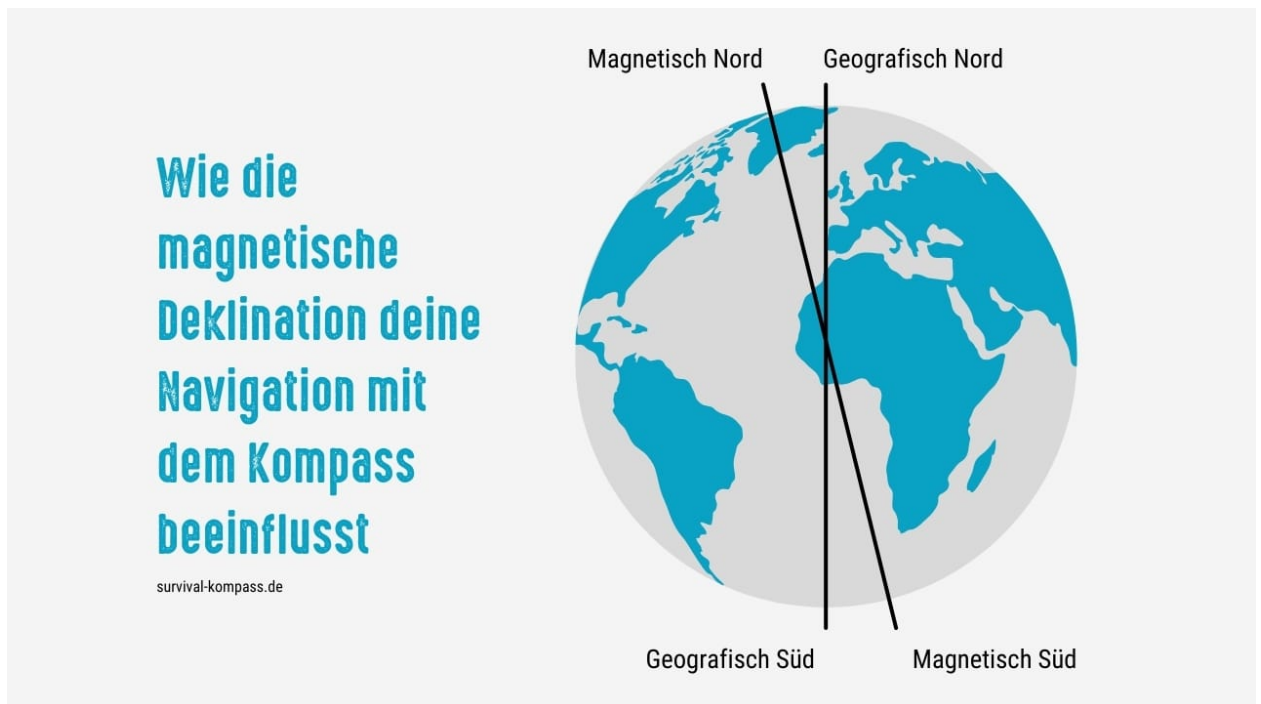 Wie die
magnetische
Deklination deine
Navigation mit
dem Kompass
beeinflusst
survival-kompass.de
Magnetisch Nord
Geografisch Nord
Geografisch Süd
Magnetisch Süd